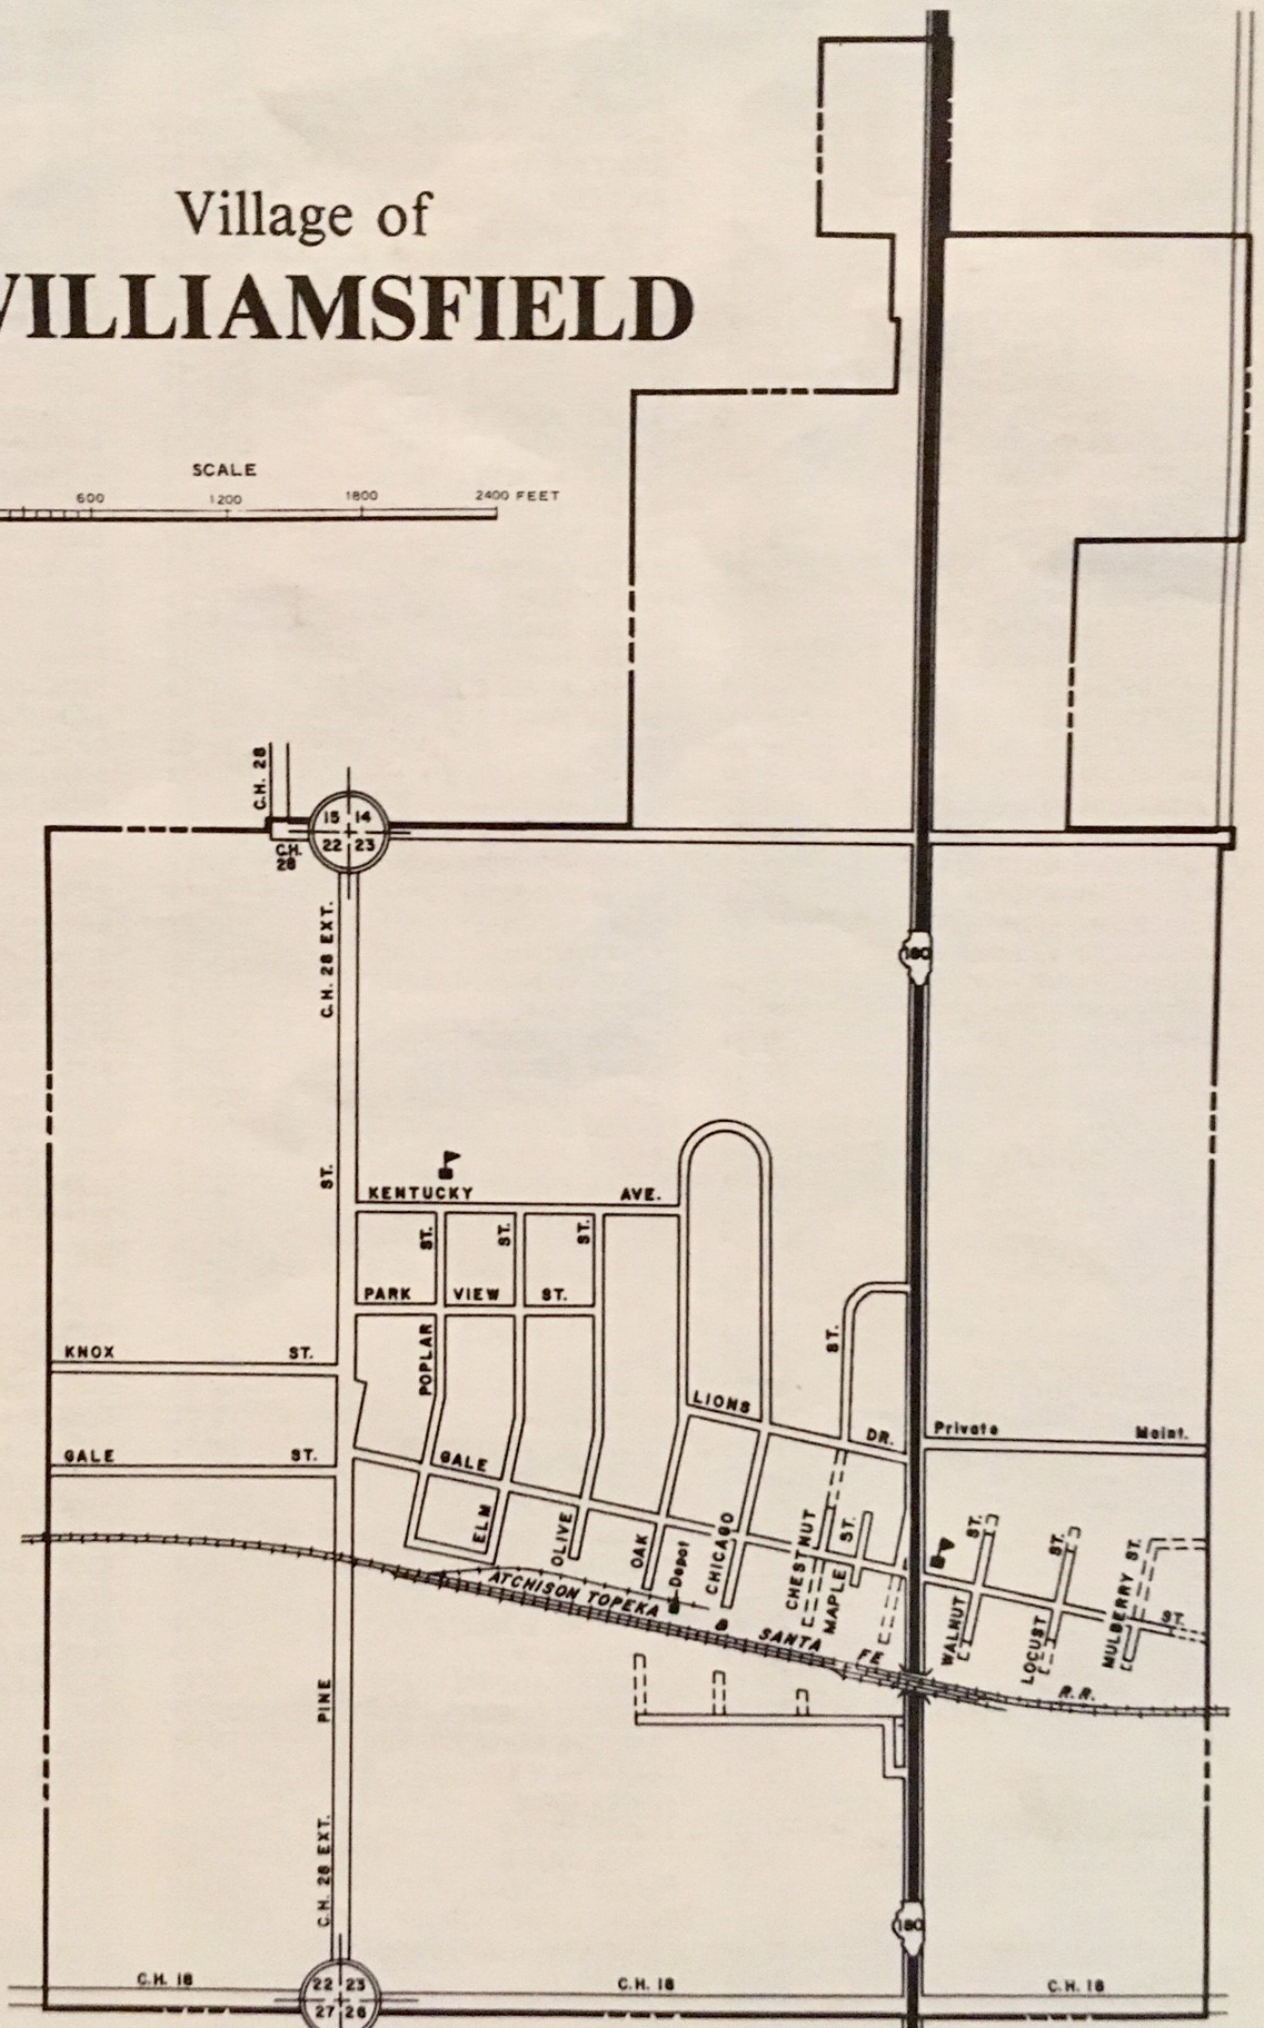 Village of
WILLIAMSFIELD
SCALE
600 1200 1800 2400 FEET
C.H. 28
15 14
22 23
C.H.
28
C.H. 28 EXT.
180
ST.
KENTUCKY AVE.
ST. ST. ST.
PARK VIEW ST.
ST.
KNOX ST.
POPLAR
LIONS DR.
Private Maint.
GALE ST.
GALE
ELM
OLIVE
OAK
Depot
CHICAGO
CHESTNUT
ST.
MAPLE
ST.
ST.
ST.
WALNUT
LOCUST
MULBERRY
ST.
ATCHISON TOPEKA SANTA FE R.R.
PINE
C.H. 28 EXT.
180
C.H. 18 C.H. 18 C.H. 18
22 23
27 26